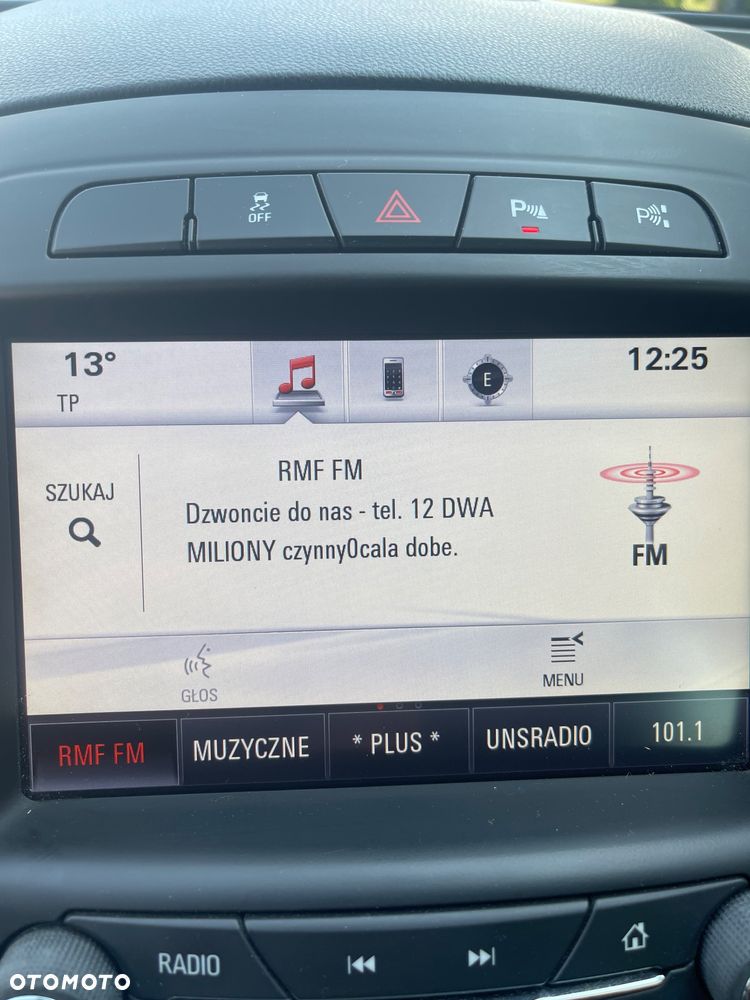 OFF
P
P
13°
TP
E
12:25
SZUKAJ
RMF FM
Dzwoncie do nas - tel. 12 DWA
MILIONY czynny0cala dobe.
FM
GŁOS
MENU
RMF FM
MUZYCZNE
* PLUS *
UNSRADIO
101.1
RADIO
OTOMOTO